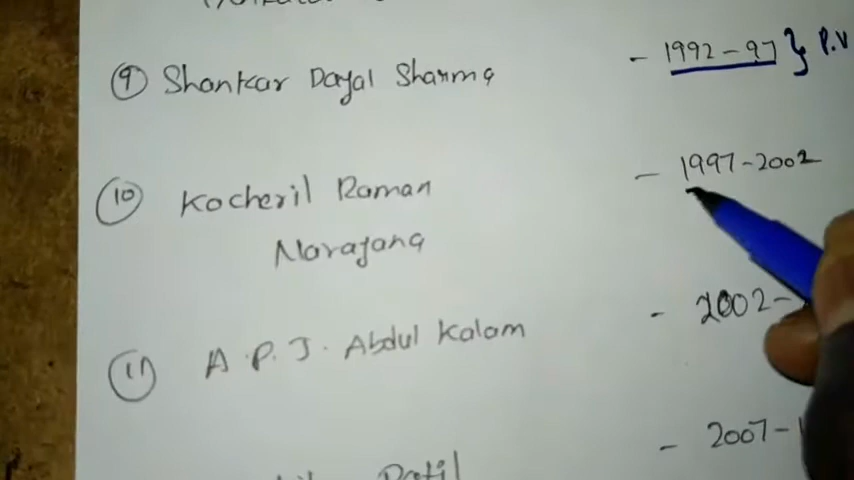 ⑨ Shankar Dayal Sharma - 1992-97 } P.V
⑩ Kocheril Raman - 1997-2002
Narayana
⑪ A.P.J. Abdul Kalam - 2002-
Patil - 2007-